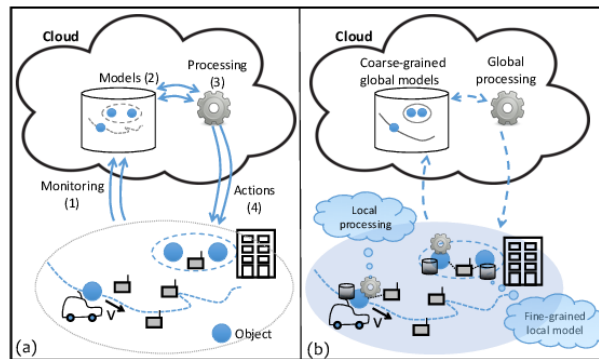 Cloud
Models (2)
Processing
(3)
Monitoring
(1)
Actions
(4)
V
Object
(a)
Cloud
Coarse-grained
global models
Global
processing
Local
processing
V
Fine-grained
local model
(b)